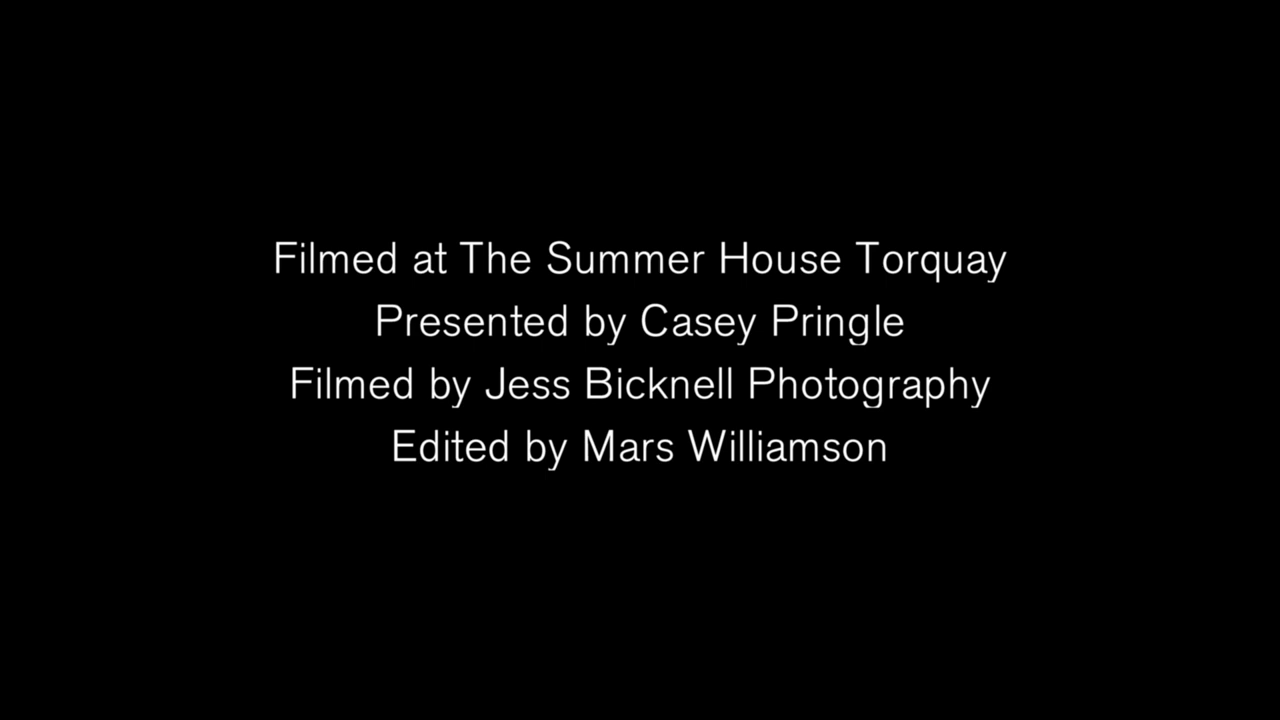 Filmed at The Summer House Torquay
Presented by Casey Pringle
Filmed by Jess Bicknell Photography
Edited by Mars Williamson